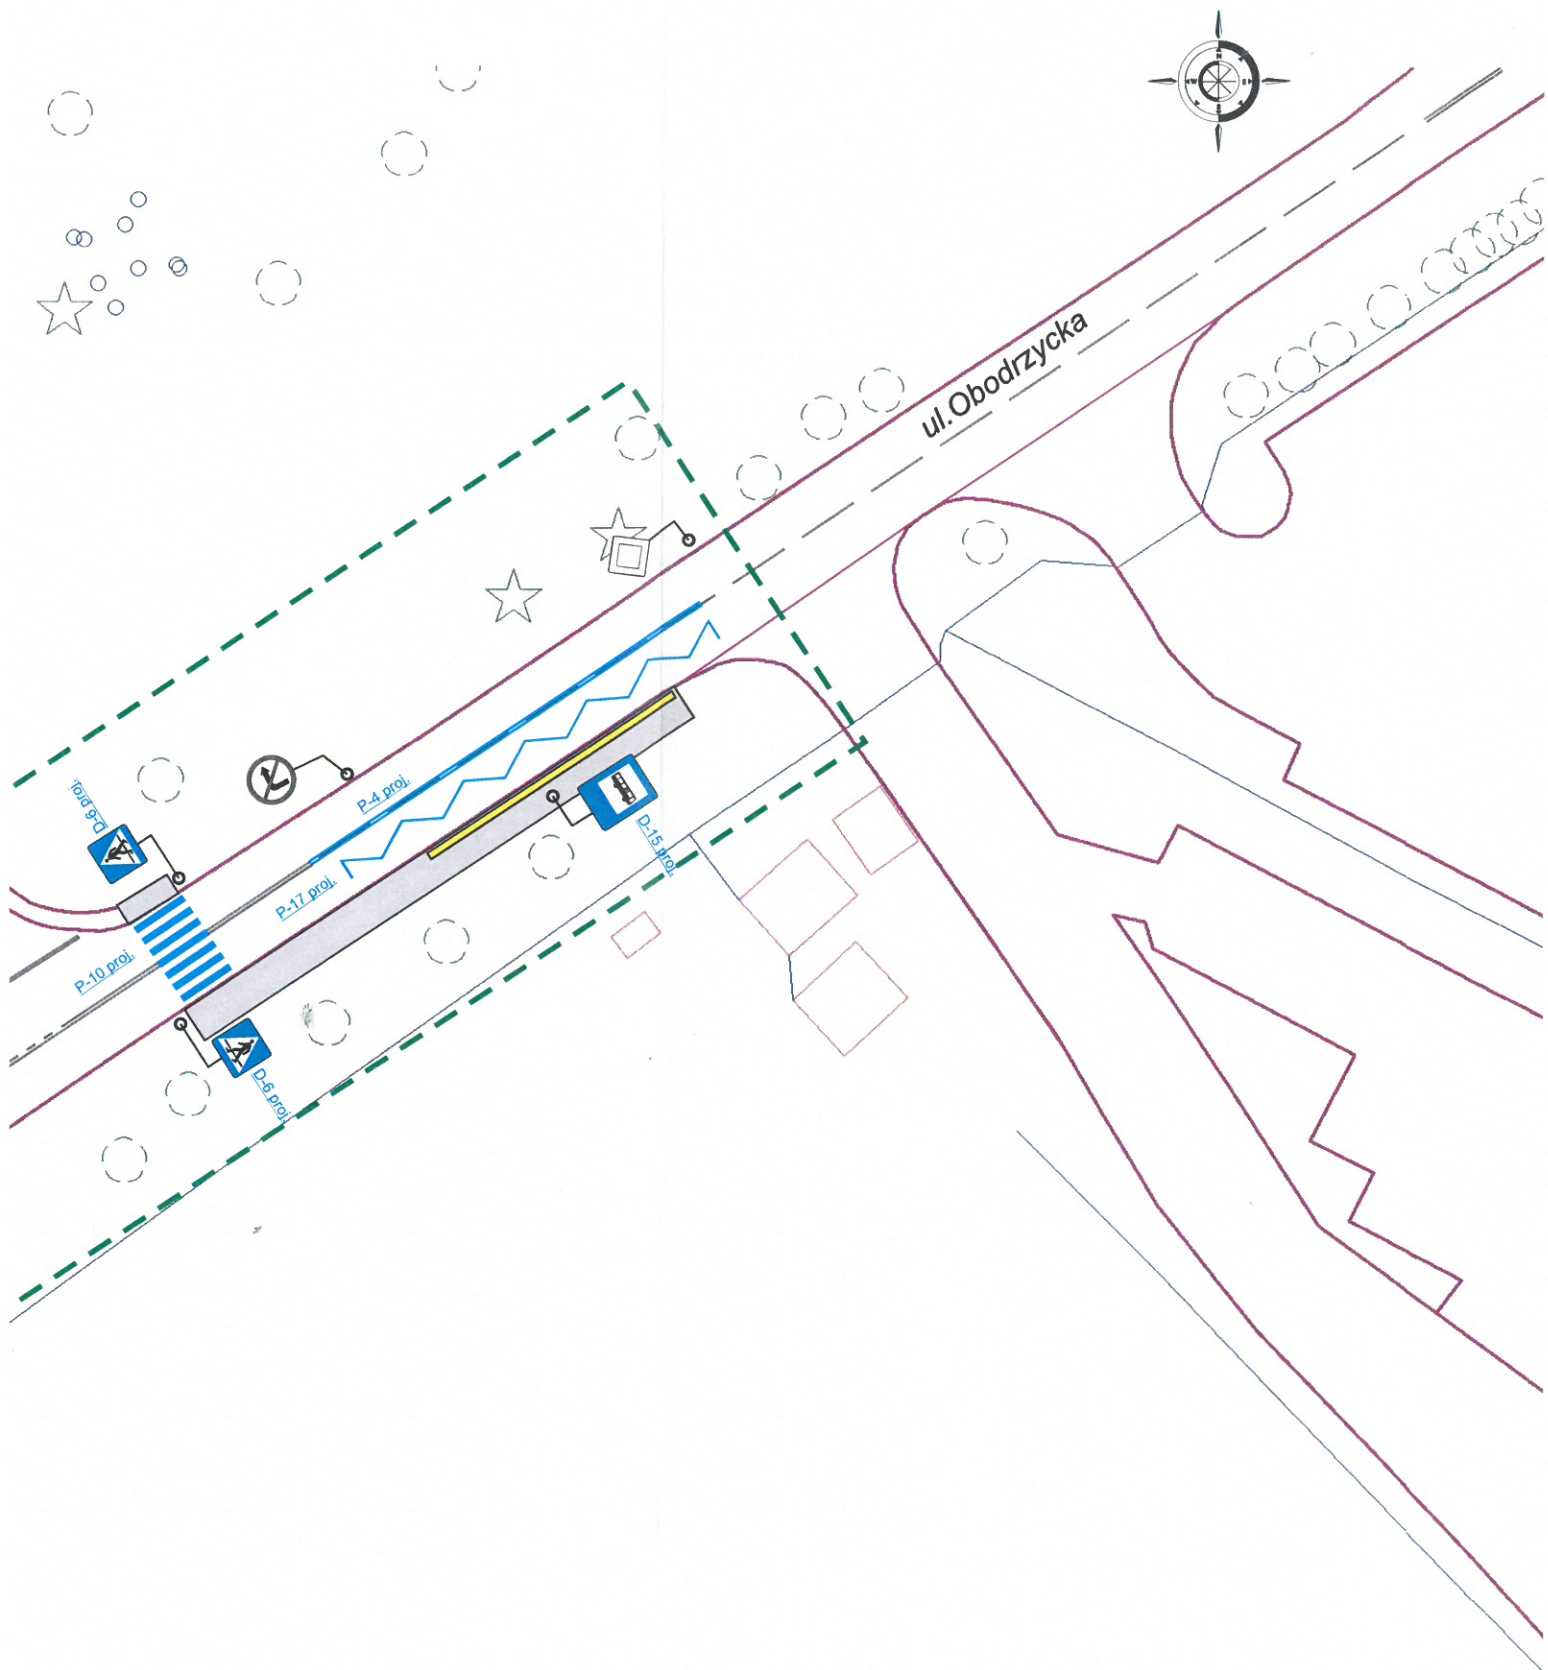 N
W
E
S
ul.Obodrzycka
D-6 proj.
P-4 proj.
D-15 proj.
P-17 proj.
P-10 proj.
D-6 proj.